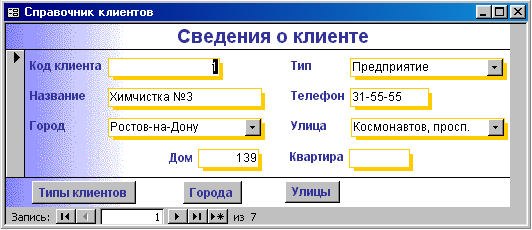 Справочник клиентов
Сведения о клиенте
Код клиента 1 Тип Предприятие
Название Химчистка №3 Телефон 31-55-55
Город Ростов-на-Дону Улица Космонавтов, просп.
Дом 139 Квартира
Типы клиентов Города Улицы
Запись: 1 из 7